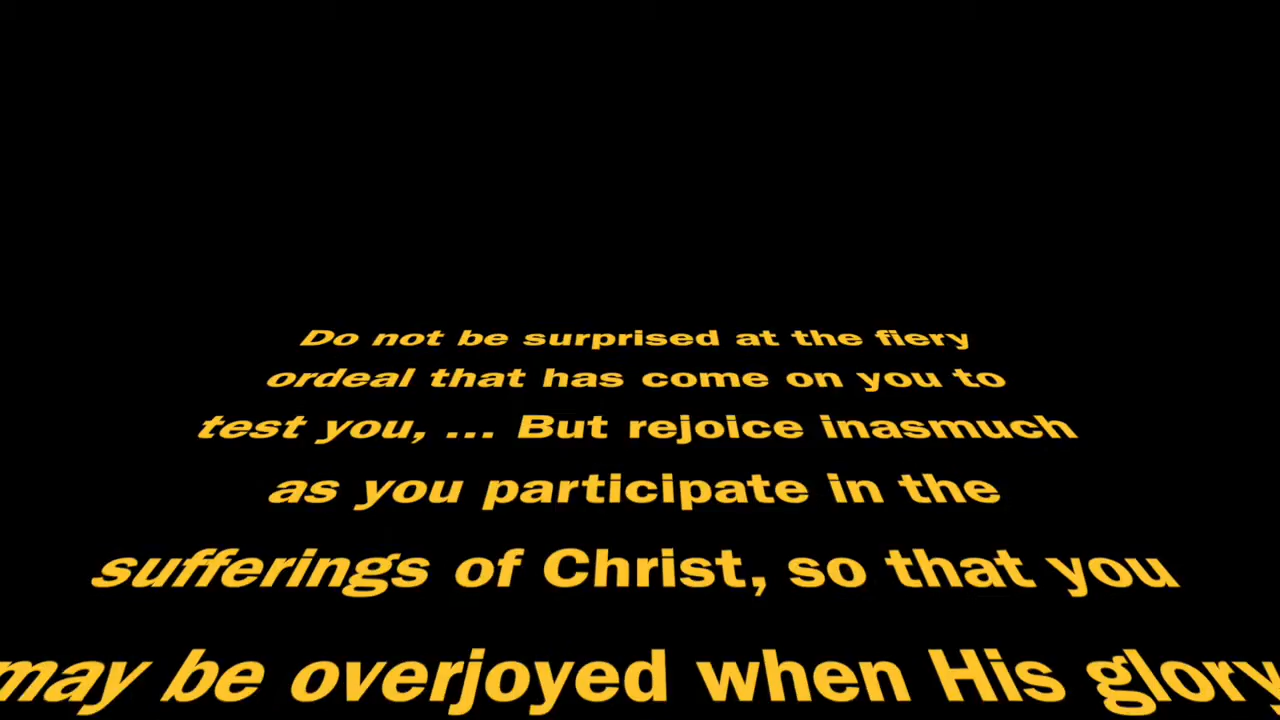 Do not be surprised at the fiery
ordeal that has come on you to
test you, ... But rejoice inasmuch
as you participate in the
sufferings of Christ, so that you
may be overjoyed when His glory